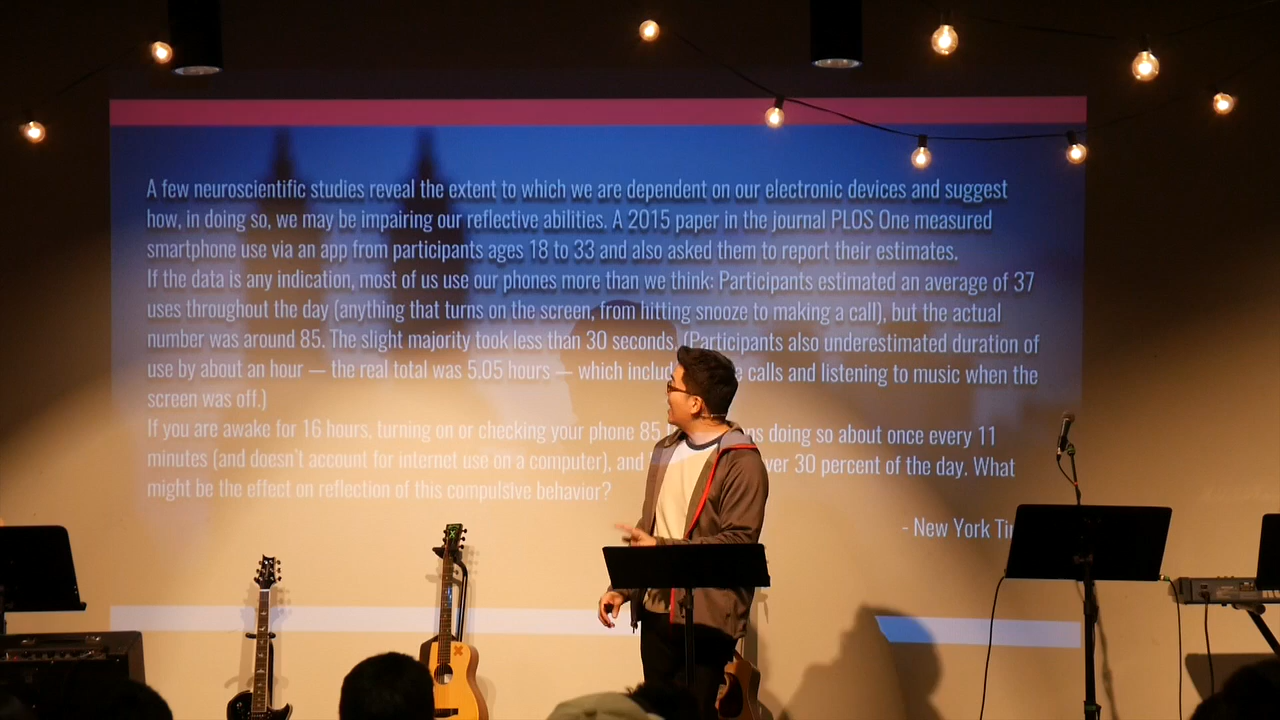 A few neuroscientific studies reveal the extent to which we are dependent on our electronic devices and suggest
how, in doing so, we may be impairing our reflective abilities. A 2015 paper in the journal PLOS One measured
smartphone use via an app from participants ages 18 to 33 and also asked them to report their estimates.
If the data is any indication, most of us use our phones more than we think: Participants estimated an average of 37
uses throughout the day (anything that turns on the screen, from hitting snooze to making a call), but the actual
number was around 85. The slight majority took less than 30 seconds. (Participants also underestimated duration of
use by about an hour — the real total was 5.05 hours — which calls and listening to music when the
screen was off.)
If you are awake for 16 hours, turning on or checking your phone 85 doing so about once every 11
minutes (and doesn't account for internet use on a computer), and 30 percent of the day. What
might be the effect on reflection of this compulsive behavior?
- New York